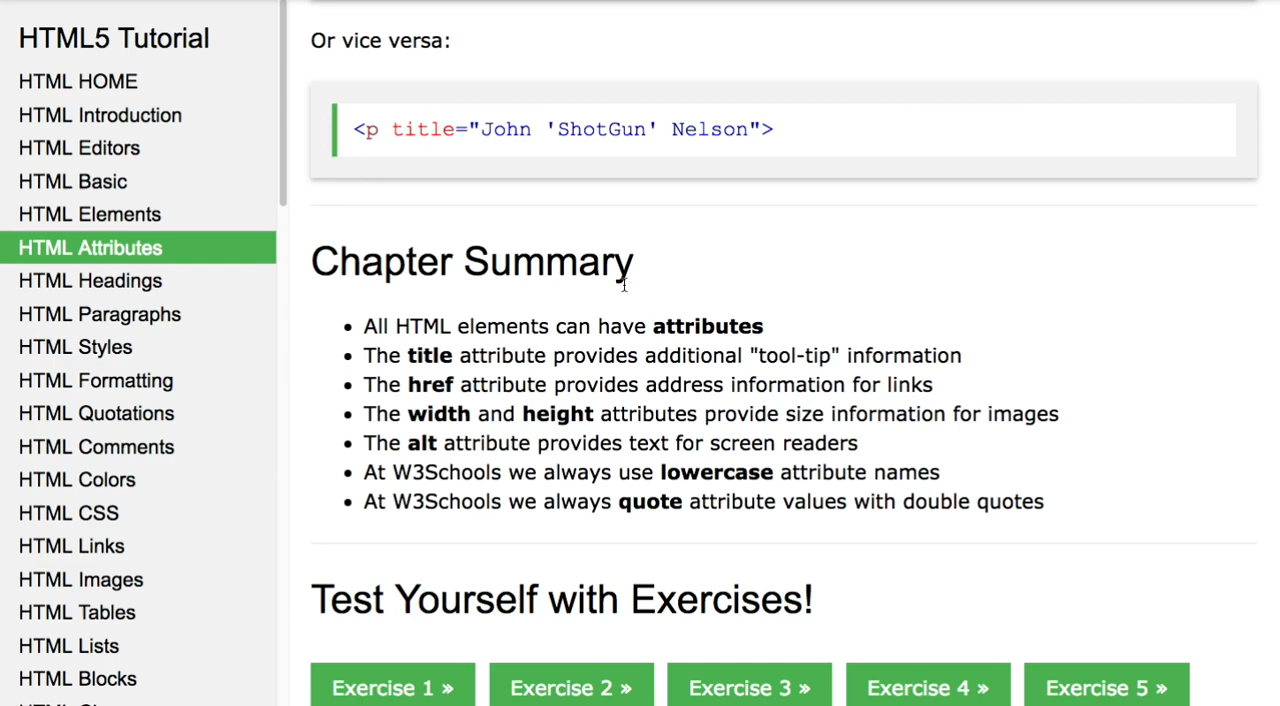 HTML5 Tutorial
HTML HOME
HTML Introduction
HTML Editors
HTML Basic
HTML Elements
HTML Attributes
HTML Headings
HTML Paragraphs
HTML Styles
HTML Formatting
HTML Quotations
HTML Comments
HTML Colors
HTML CSS
HTML Links
HTML Images
HTML Tables
HTML Lists
HTML Blocks
Or vice versa:
<p title="John 'ShotGun' Nelson">
Chapter Summary
• All HTML elements can have attributes
• The title attribute provides additional "tool-tip" information
• The href attribute provides address information for links
• The width and height attributes provide size information for images
• The alt attribute provides text for screen readers
• At W3Schools we always use lowercase attribute names
• At W3Schools we always quote attribute values with double quotes
Test Yourself with Exercises!
Exercise 1 »
Exercise 2 »
Exercise 3 »
Exercise 4 »
Exercise 5 »